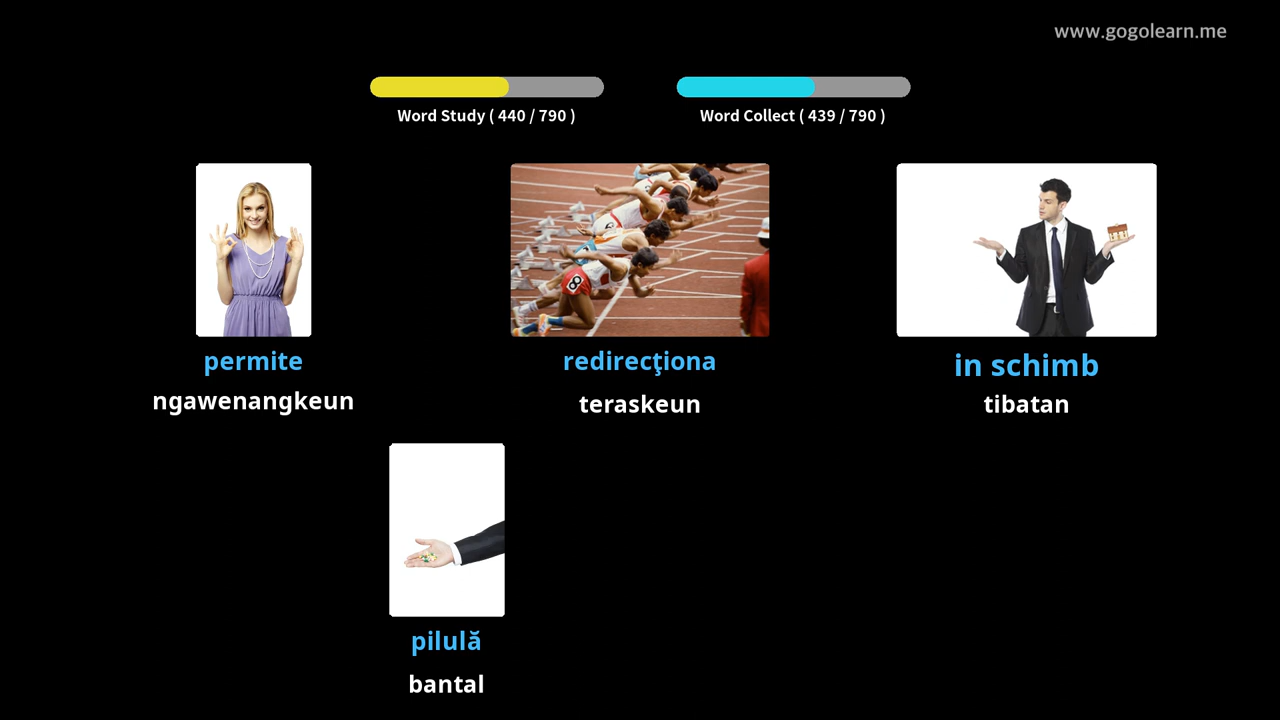 www.gogolearn.me
Word Study ( 440 / 790 )
Word Collect ( 439 / 790 )
permite
ngawenangkeun
redirecţiona
teraskeun
in schimb
tibatan
8
pilulă
bantal